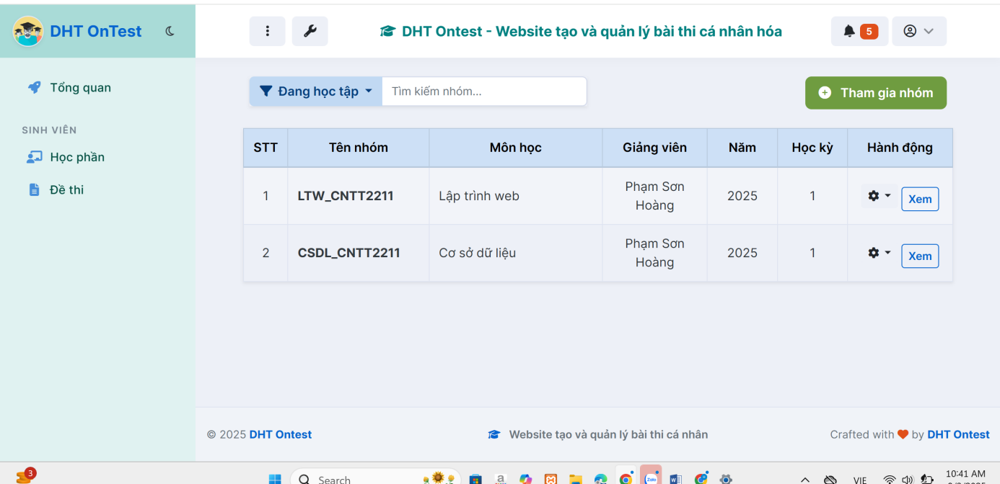 DHT OnTest
DHT Ontest - Website tạo và quản lý bài thi cá nhân hóa
5
Tổng quan
SINH VIÊN
Học phần
Đề thi
Đang học tập
Tìm kiếm nhóm...
Tham gia nhóm
STT Tên nhóm Môn học Giảng viên Năm Học kỳ Hành động
1 LTW_CNTT2211 Lập trình web Phạm Sơn Hoàng 2025 1 Xem
2 CSDL_CNTT2211 Cơ sở dữ liệu Phạm Sơn Hoàng 2025 1 Xem
© 2025 DHT Ontest
Website tạo và quản lý bài thi cá nhân
Crafted with ❤ by DHT Ontest
3
Search
Zalo
VIE
10:41 AM